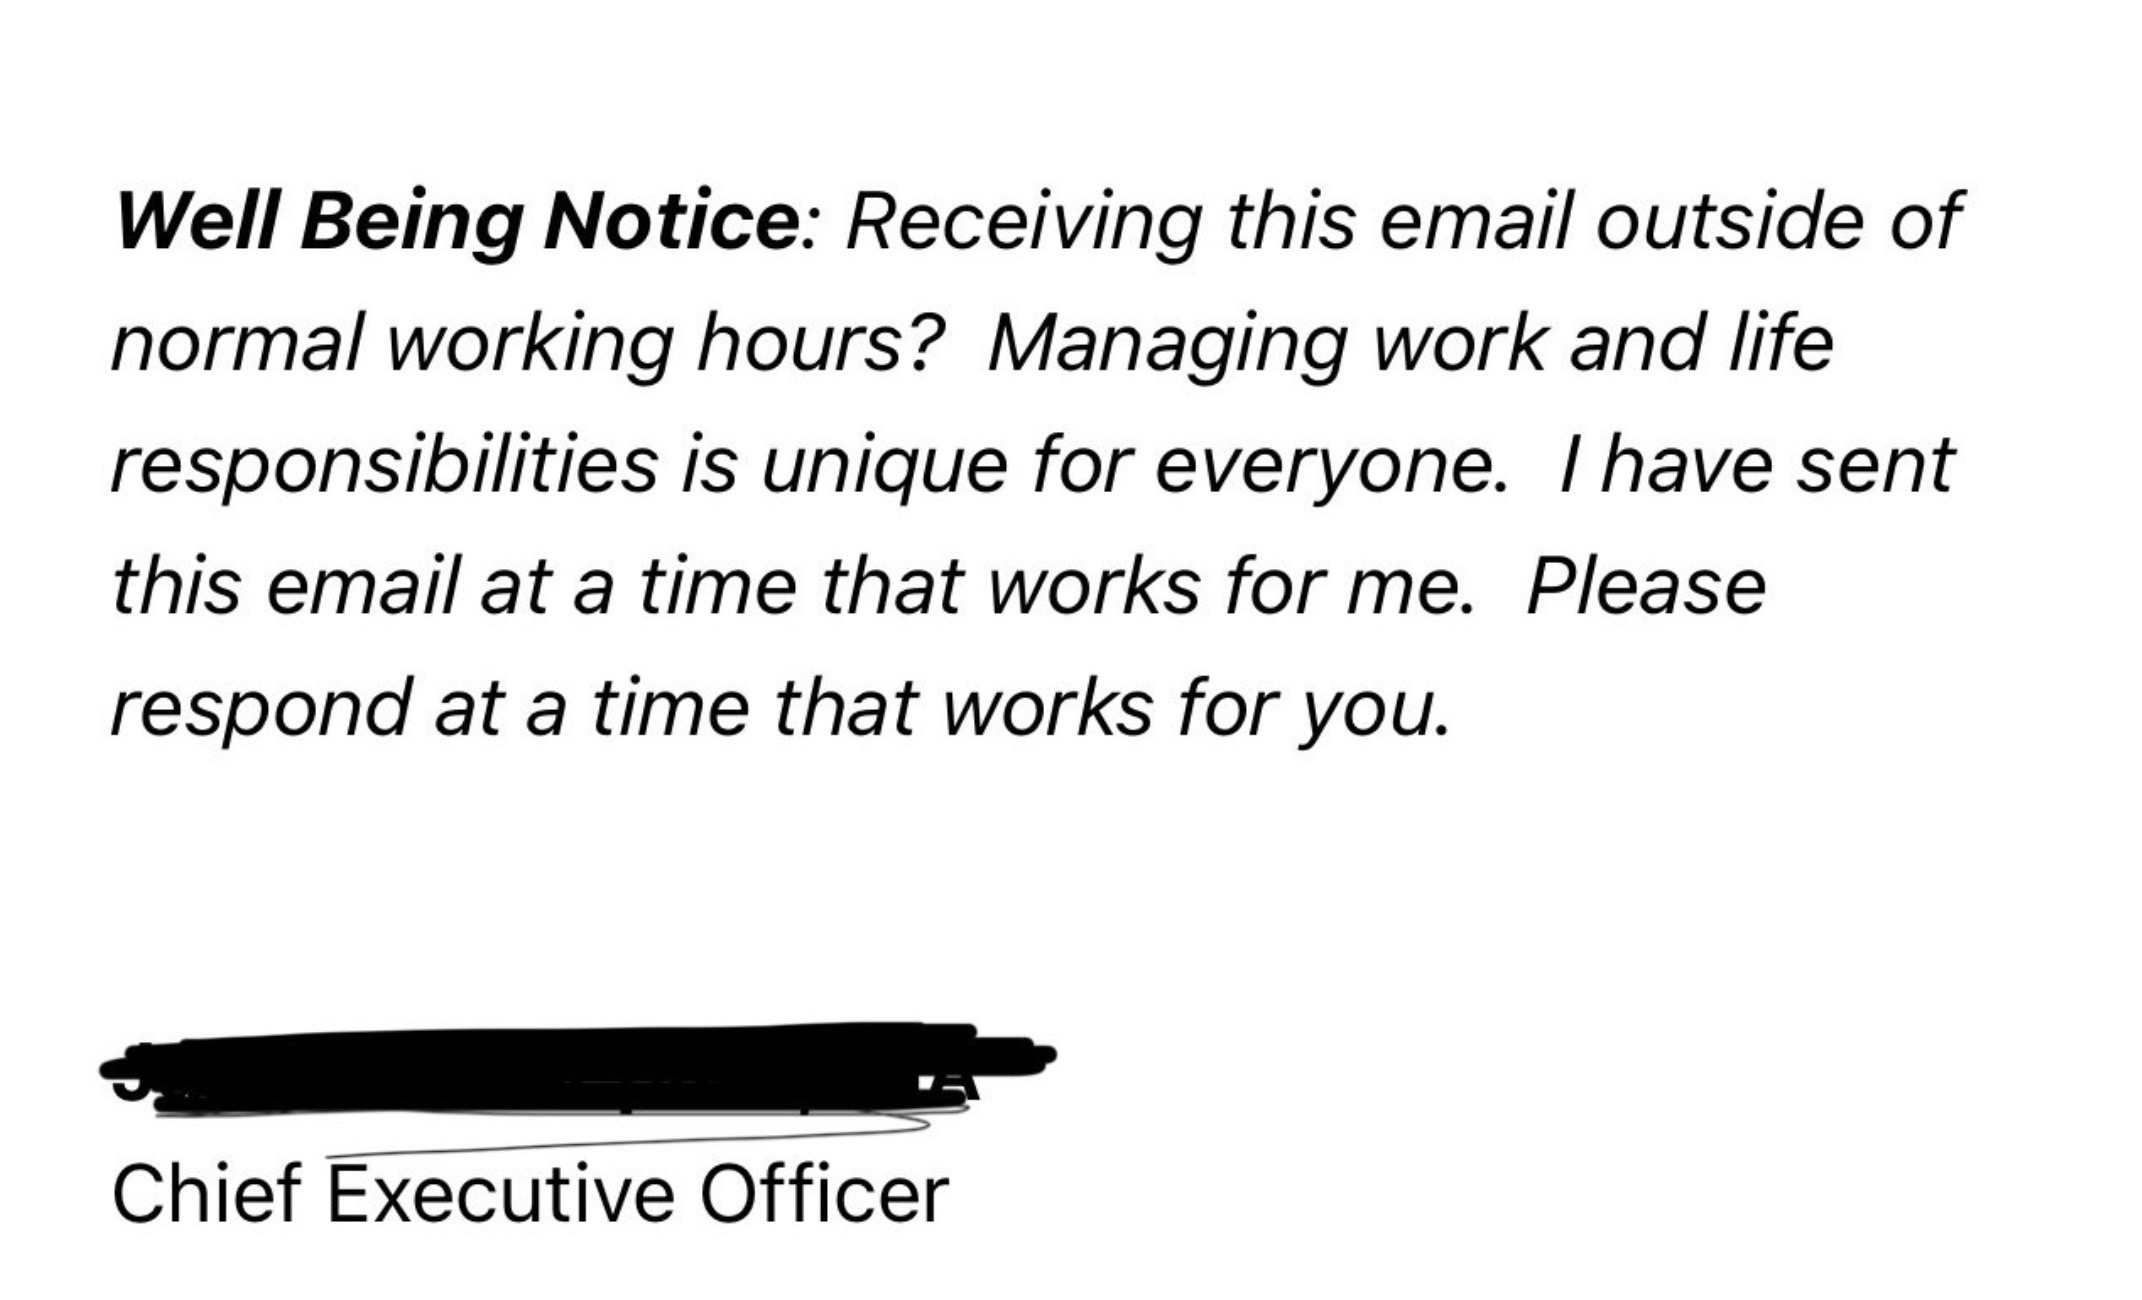 Well Being Notice: Receiving this email outside of
normal working hours?  Managing work and life
responsibilities is unique for everyone.  I have sent
this email at a time that works for me.  Please
respond at a time that works for you.
Chief Executive Officer